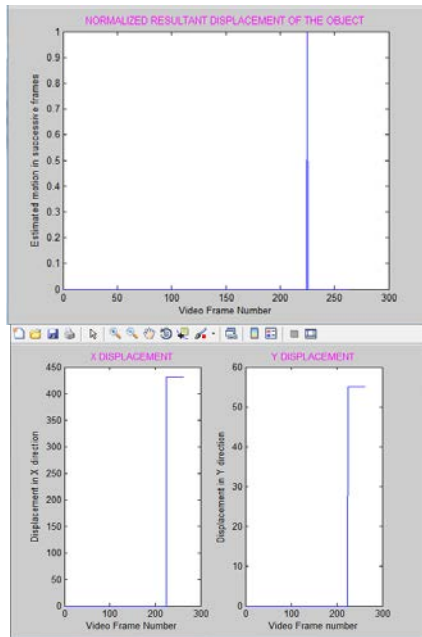 NORMALIZED RESULTANT DISPLACEMENT OF THE OBJECT
1
0.9
0.8
0.7
0.6
0.5
0.4
0.3
0.2
0.1
0
Estimated motion in successive frames
0 50 100 150 200 250 300
Video Frame Number
X DISPLACEMENT
450
400
350
300
250
200
150
100
50
0
Displacement in X direction
0 100 200 300
Video Frame Number
Y DISPLACEMENT
60
50
40
30
20
10
0
Displacement in Y direction
0 100 200 300
Video Frame number